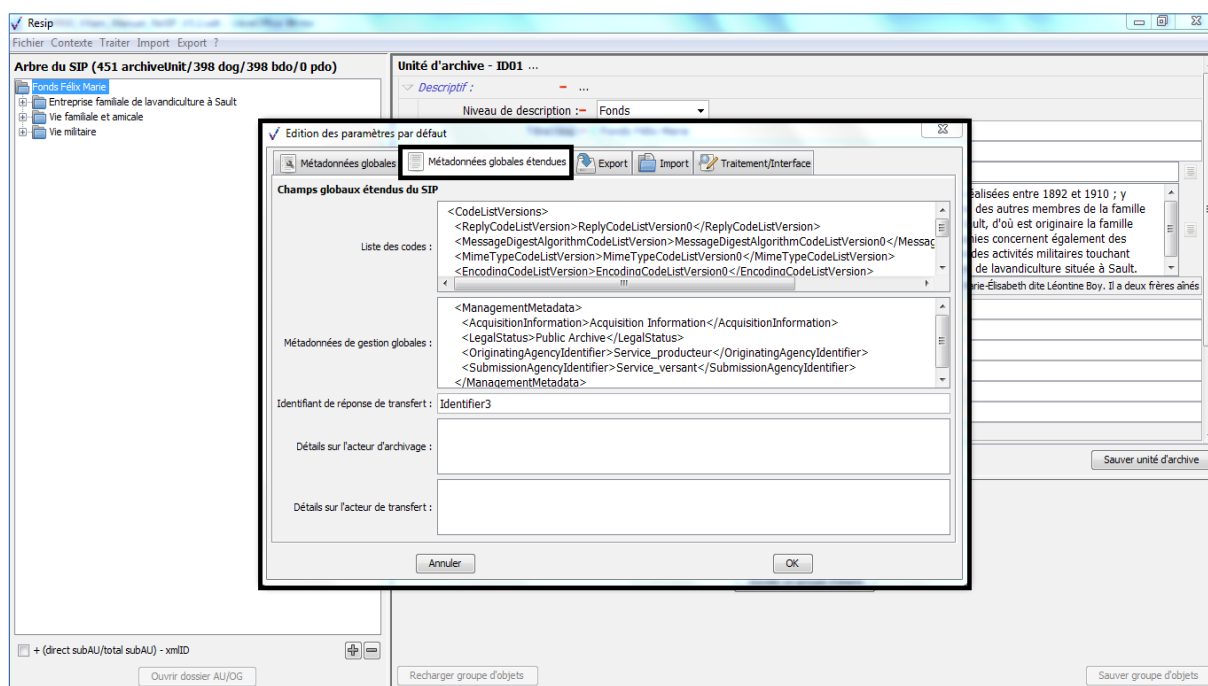 Resip
Fichier Contexte Traiter Import Export ?
Arbre du SIP (451 archiveUnit/398 dog/398 bdo/0 pdo)
Fonds Félix Marie
Entreprise familiale de lavandiculture à Sault
Vie familiale et amicale
Vie militaire
+ (direct subAU/total subAU) - xmlID
Ouvrir dossier AU/OG
Unité d'archive - ID01 ...
Descriptif : - ...
Niveau de description :- Fonds
éalisées entre 1892 et 1910 ; y
des autres membres de la famille
ult, d'où est originaire la famille
nies concernent également des
des activités militaires touchant
de lavandiculture située à Sault.
arie-Élisabeth dite Léontine Boy. Il a deux frères aînés
Sauver unité d'archive
Edition des paramètres par défaut
Métadonnées globales
Métadonnées globales étendues
Export
Import
Traitement/Interface
Champs globaux étendus du SIP
Liste des codes :
<CodeListVersions>
<ReplyCodeListVersion>ReplyCodeListVersion0</ReplyCodeListVersion>
<MessageDigestAlgorithmCodeListVersion>MessageDigestAlgorithmCodeListVersion0</Messag
<MimeTypeCodeListVersion>MimeTypeCodeListVersion0</MimeTypeCodeListVersion>
<EncodingCodeListVersion>EncodingCodeListVersion0</EncodingCodeListVersion>
Métadonnées de gestion globales :
<ManagementMetadata>
<AcquisitionInformation>Acquisition Information</AcquisitionInformation>
<LegalStatus>Public Archive</LegalStatus>
<OriginatingAgencyIdentifier>Service_producteur</OriginatingAgencyIdentifier>
<SubmissionAgencyIdentifier>Service_versant</SubmissionAgencyIdentifier>
</ManagementMetadata>
Identifiant de réponse de transfert : Identifier3
Détails sur l'acteur d'archivage :
Détails sur l'acteur de transfert :
Annuler
OK
Recharger groupe d'objets
Sauver groupe d'objets